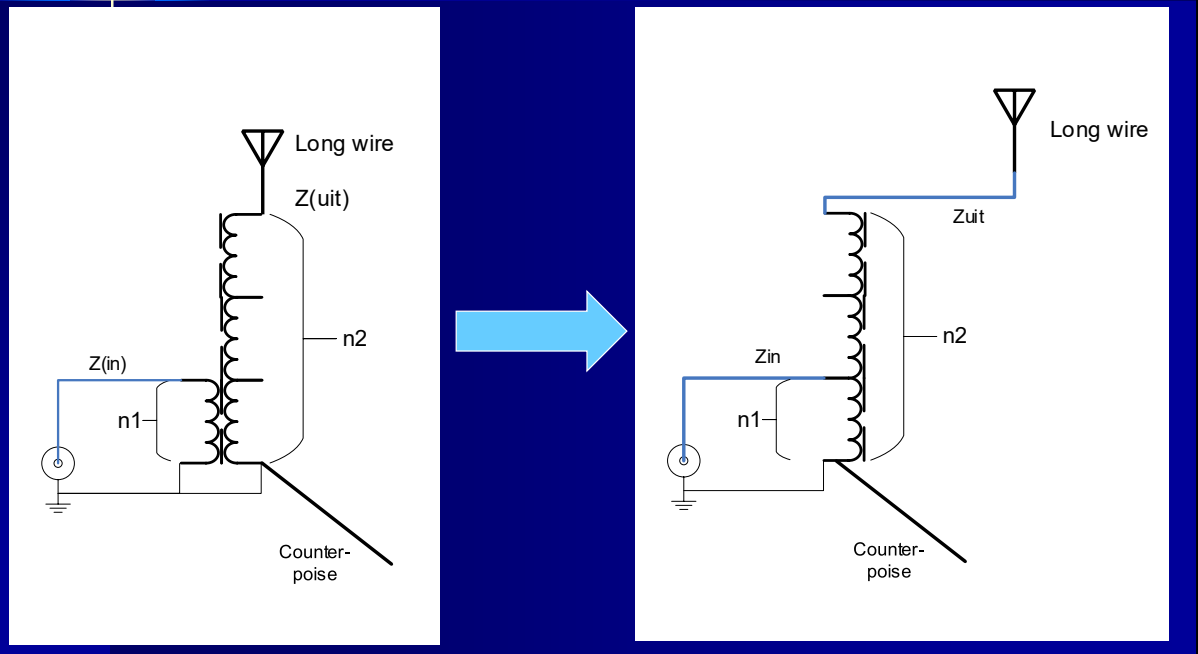 Long wire
Z(uit)
n2
Z(in)
n1
Counter-
poise
Long wire
Zuit
n2
Zin
n1
Counter-
poise